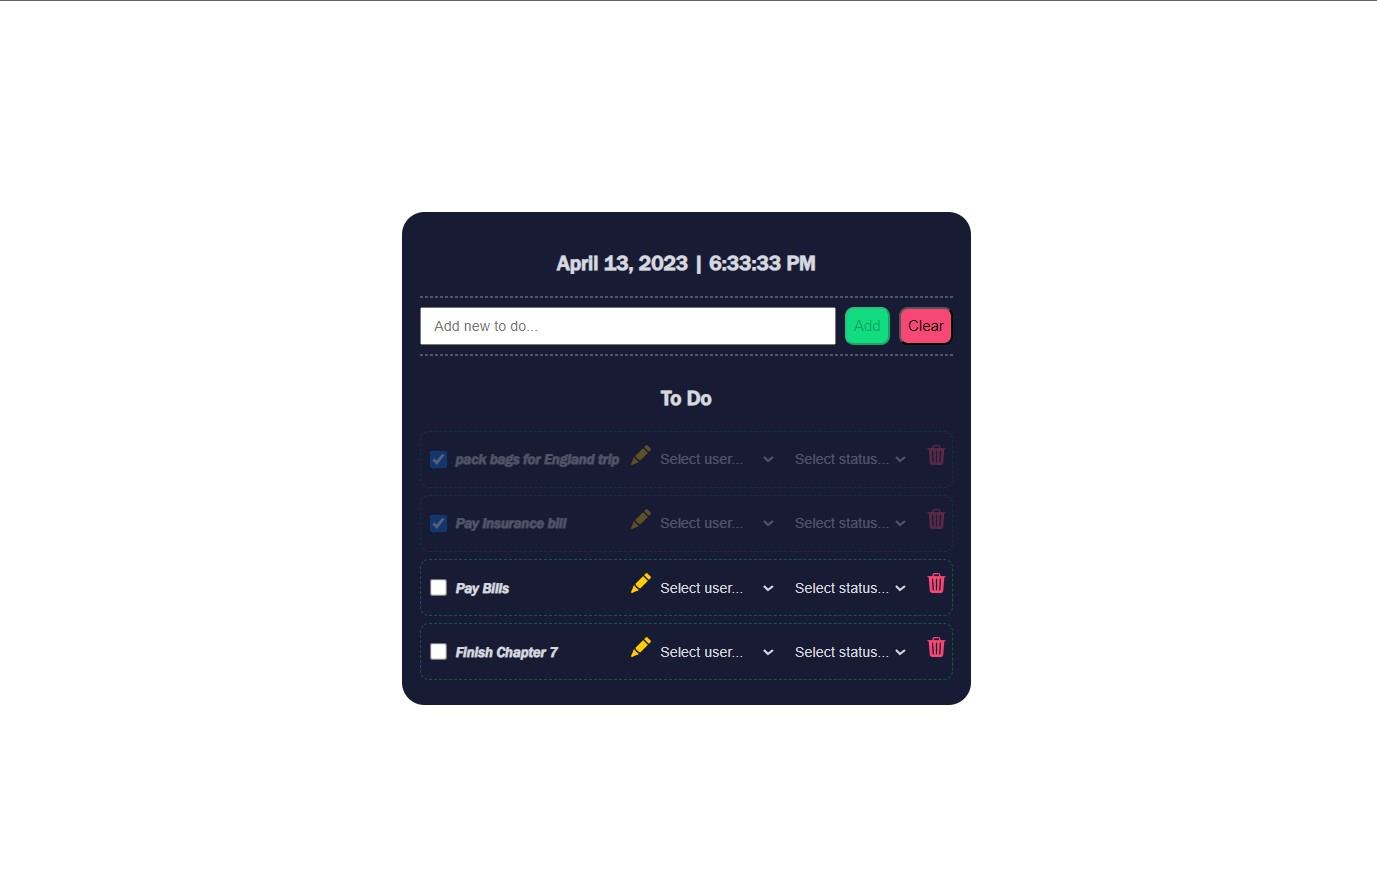 April 13, 2023 | 6:33:33 PM
Add new to do... Add Clear
To Do
pack bags for England trip Select user... Select status...
Pay Insurance bill Select user... Select status...
Pay Bills Select user... Select status...
Finish Chapter 7 Select user... Select status...